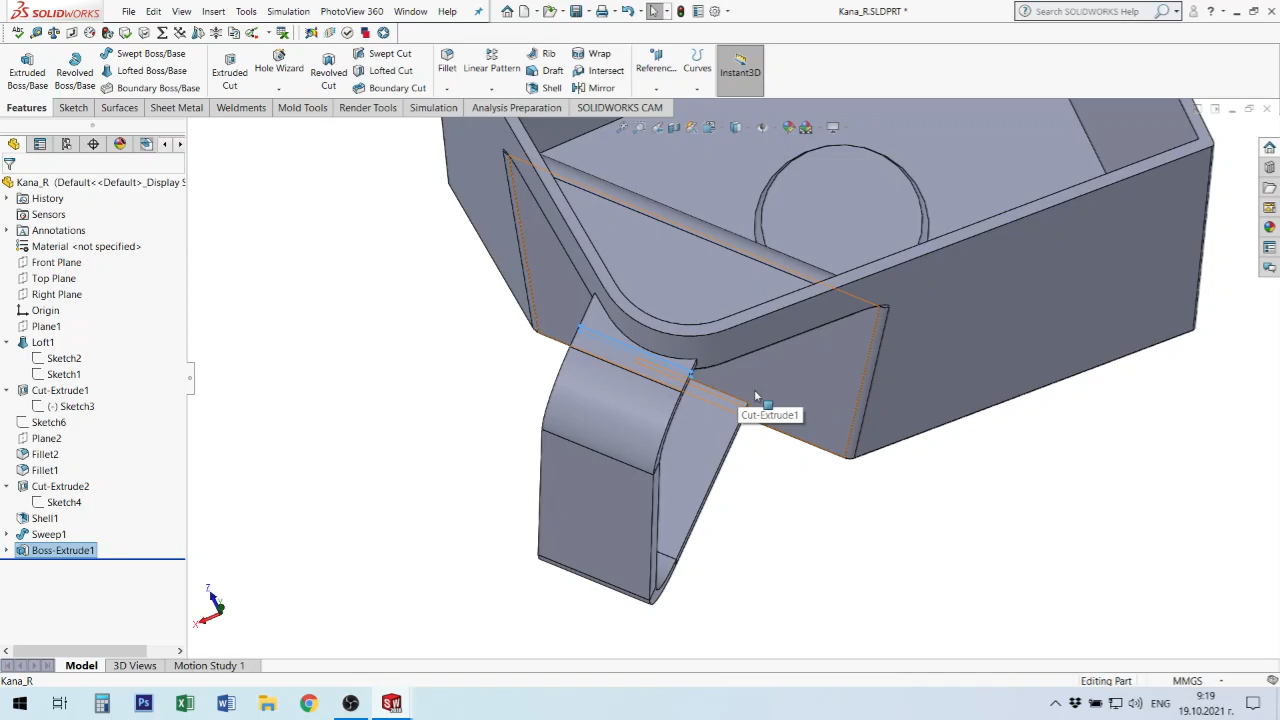 SOLIDWORKS File Edit View Insert Tools Simulation PhotoView 360 Window Help Kana_R.SLDPRT * Search SOLIDWORKS Help
Extruded Boss/Base
Revolved Boss/Base
Swept Boss/Base
Lofted Boss/Base
Boundary Boss/Base
Extruded Cut
Hole Wizard
Revolved Cut
Swept Cut
Lofted Cut
Boundary Cut
Fillet
Linear Pattern
Rib
Draft
Shell
Wrap
Intersect
Mirror
Referenc...
Curves
Instant3D
Features Sketch Surfaces Sheet Metal Weldments Mold Tools Render Tools Simulation Analysis Preparation SOLIDWORKS CAM
Kana_R (Default<<Default>_Display S
History
Sensors
Annotations
Material <not specified>
Front Plane
Top Plane
Right Plane
Origin
Plane1
Loft1
Sketch2
Sketch1
Cut-Extrude1
(-) Sketch3
Sketch6
Plane2
Fillet2
Fillet1
Cut-Extrude2
Sketch4
Shell1
Sweep1
Boss-Extrude1
Cut-Extrude1
Z
X
Model 3D Views Motion Study 1
Kana_R Editing Part MMGS
ENG 9:19
19.10.2021 г.